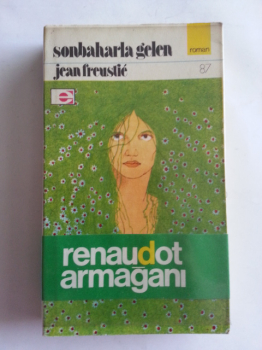 sonbaharla gelen
roman
jean freustié
87
e
renaudot
armağanı